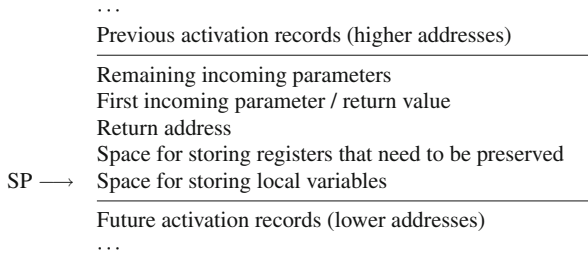 ...
Previous activation records (higher addresses)
Remaining incoming parameters
First incoming parameter / return value
Return address
Space for storing registers that need to be preserved
SP → Space for storing local variables
Future activation records (lower addresses)
...